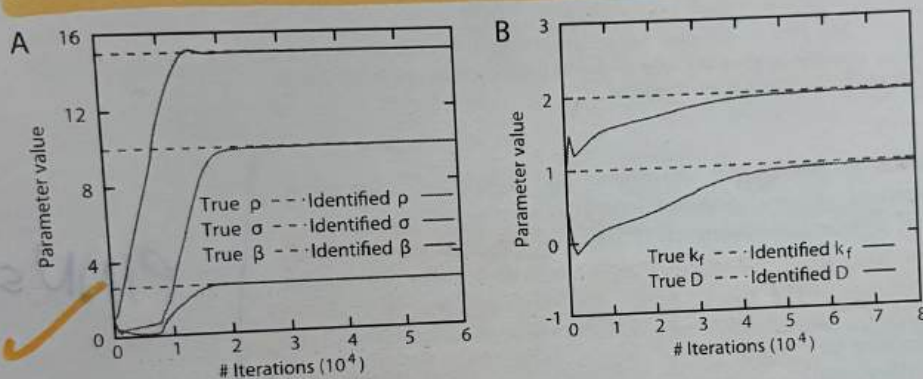 A
16
12
8
4
0
Parameter value
True ρ --- Identified ρ —
True σ --- Identified σ —
True β --- Identified β —
0 1 2 3 4 5 6
# Iterations (10⁴)
B
3
2
1
0
-1
Parameter value
True k_f --- Identified k_f —
True D --- Identified D —
0 1 2 3 4 5 6 7 8
# Iterations (10⁴)